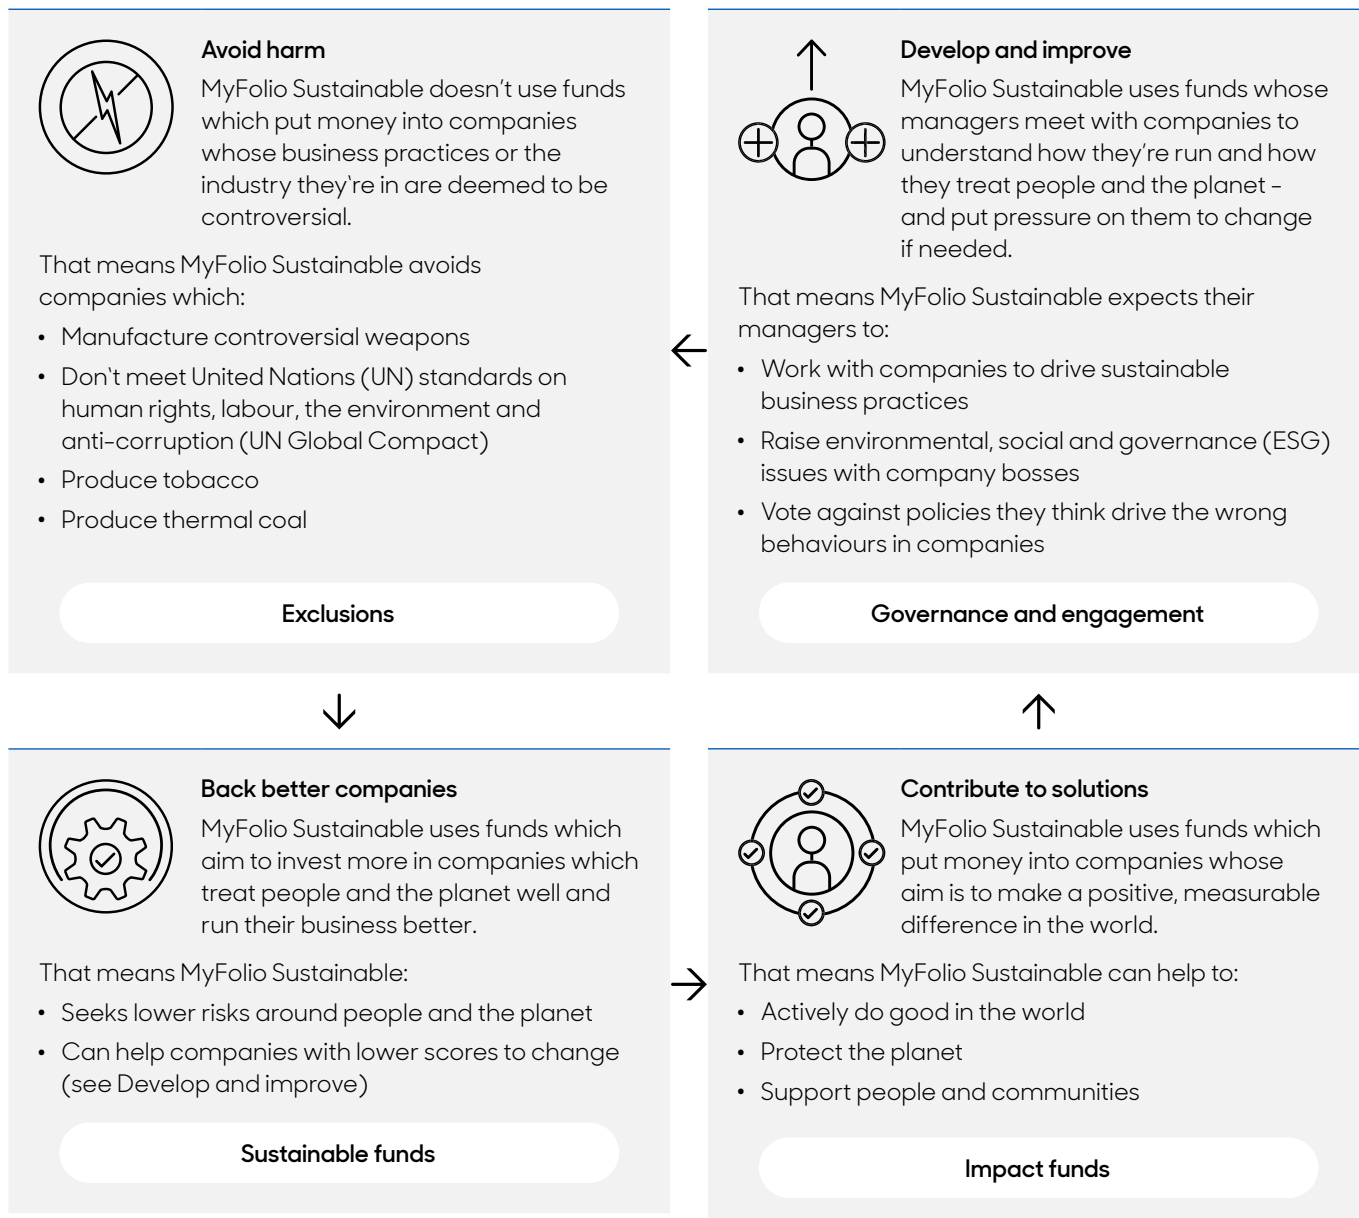 Avoid harm
MyFolio Sustainable doesn't use funds
which put money into companies
whose business practices or the
industry they`re in are deemed to be
controversial.
That means MyFolio Sustainable avoids
companies which:
• Manufacture controversial weapons
• Don`t meet United Nations (UN) standards on
human rights, labour, the environment and
anti-corruption (UN Global Compact)
• Produce tobacco
• Produce thermal coal
Exclusions
Develop and improve
MyFolio Sustainable uses funds whose
managers meet with companies to
understand how they're run and how
they treat people and the planet -
and put pressure on them to change
if needed.
That means MyFolio Sustainable expects their
managers to:
• Work with companies to drive sustainable
business practices
• Raise environmental, social and governance (ESG)
issues with company bosses
• Vote against policies they think drive the wrong
behaviours in companies
Governance and engagement
Back better companies
MyFolio Sustainable uses funds which
aim to invest more in companies which
treat people and the planet well and
run their business better.
That means MyFolio Sustainable:
• Seeks lower risks around people and the planet
• Can help companies with lower scores to change
(see Develop and improve)
Sustainable funds
Contribute to solutions
MyFolio Sustainable uses funds which
put money into companies whose
aim is to make a positive, measurable
difference in the world.
That means MyFolio Sustainable can help to:
• Actively do good in the world
• Protect the planet
• Support people and communities
Impact funds